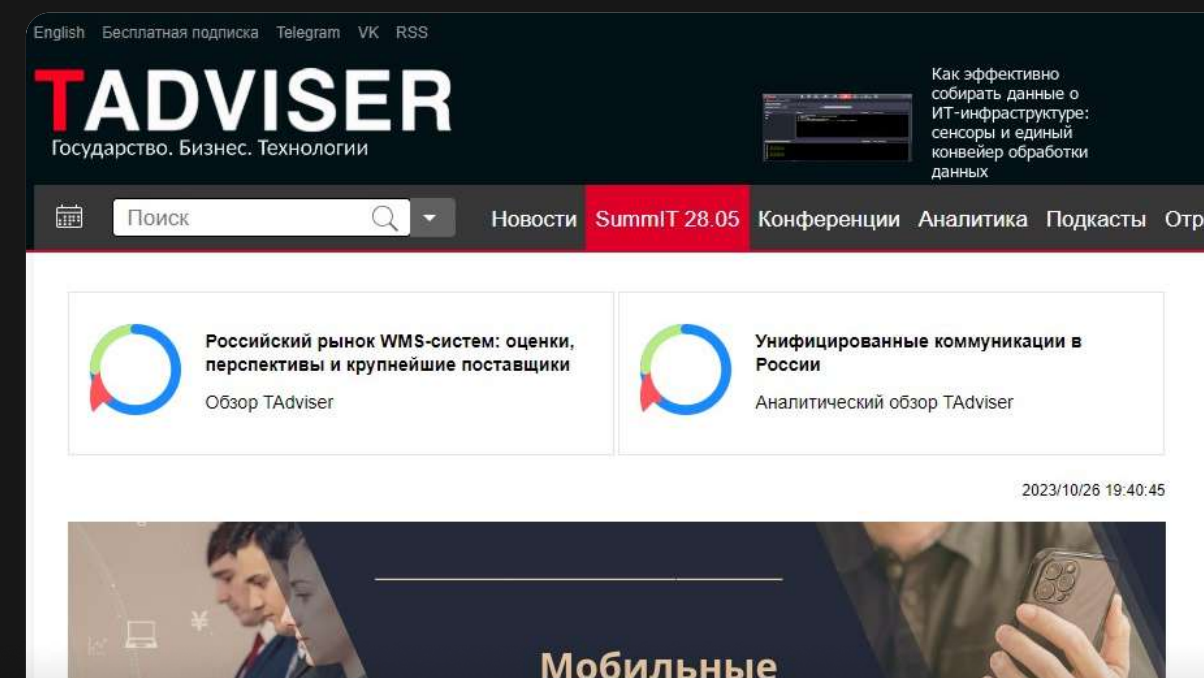 English Бесплатная подписка Telegram VK RSS
TADVISER
Государство. Бизнес. Технологии
Как эффективно
собирать данные о
ИТ-инфраструктуре:
сенсоры и единый
конвейер обработки
данных
Поиск
Новости SummIT 28.05 Конференции Аналитика Подкасты Отр
Российский рынок WMS-систем: оценки,
перспективы и крупнейшие поставщики
Обзор TAdviser
Унифицированные коммуникации в
России
Аналитический обзор TAdviser
2023/10/26 19:40:45
¥
Мобильные